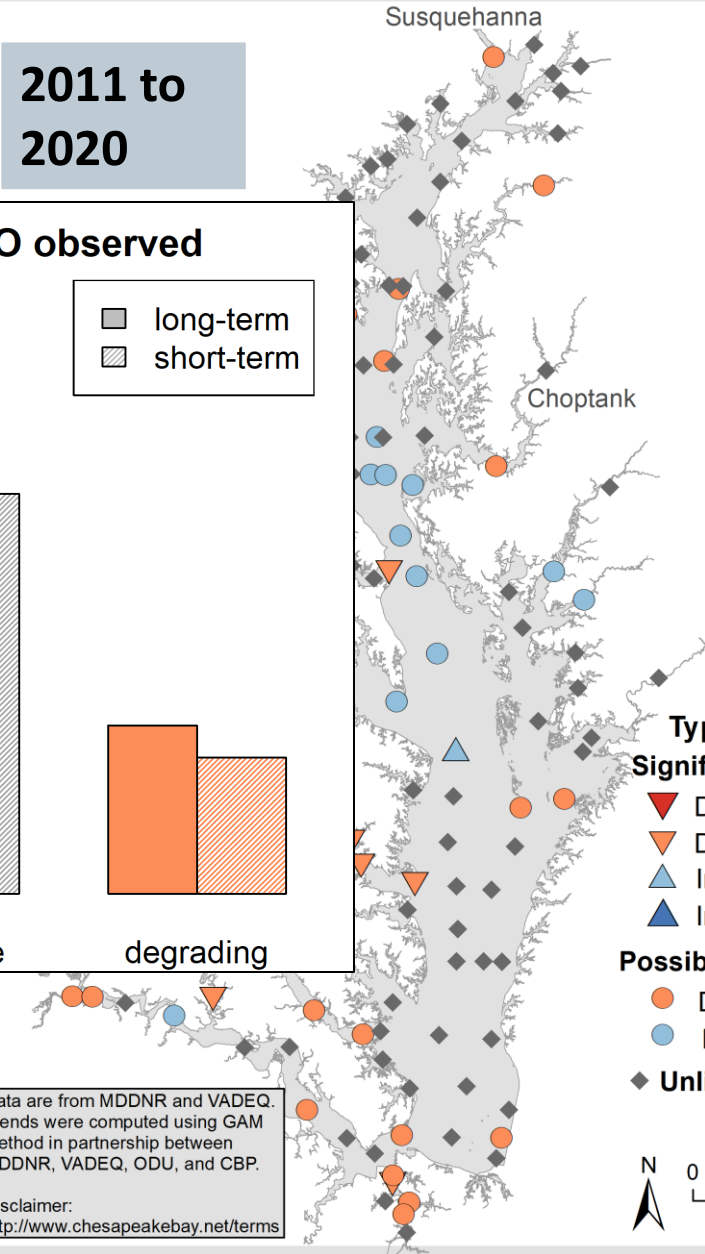 Susquehanna
2011 to
2020
O observed
long-term
short-term
Choptank
degrading
e
Typ
Signif
D
D
I
I
Possib
D
I
Unli
N
0
ata are from MDDNR and VADEQ.
ends were computed using GAM
ethod in partnership between
DDNR, VADEQ, ODU, and CBP.
isclaimer:
tp://www.chesapeakebay.net/terms